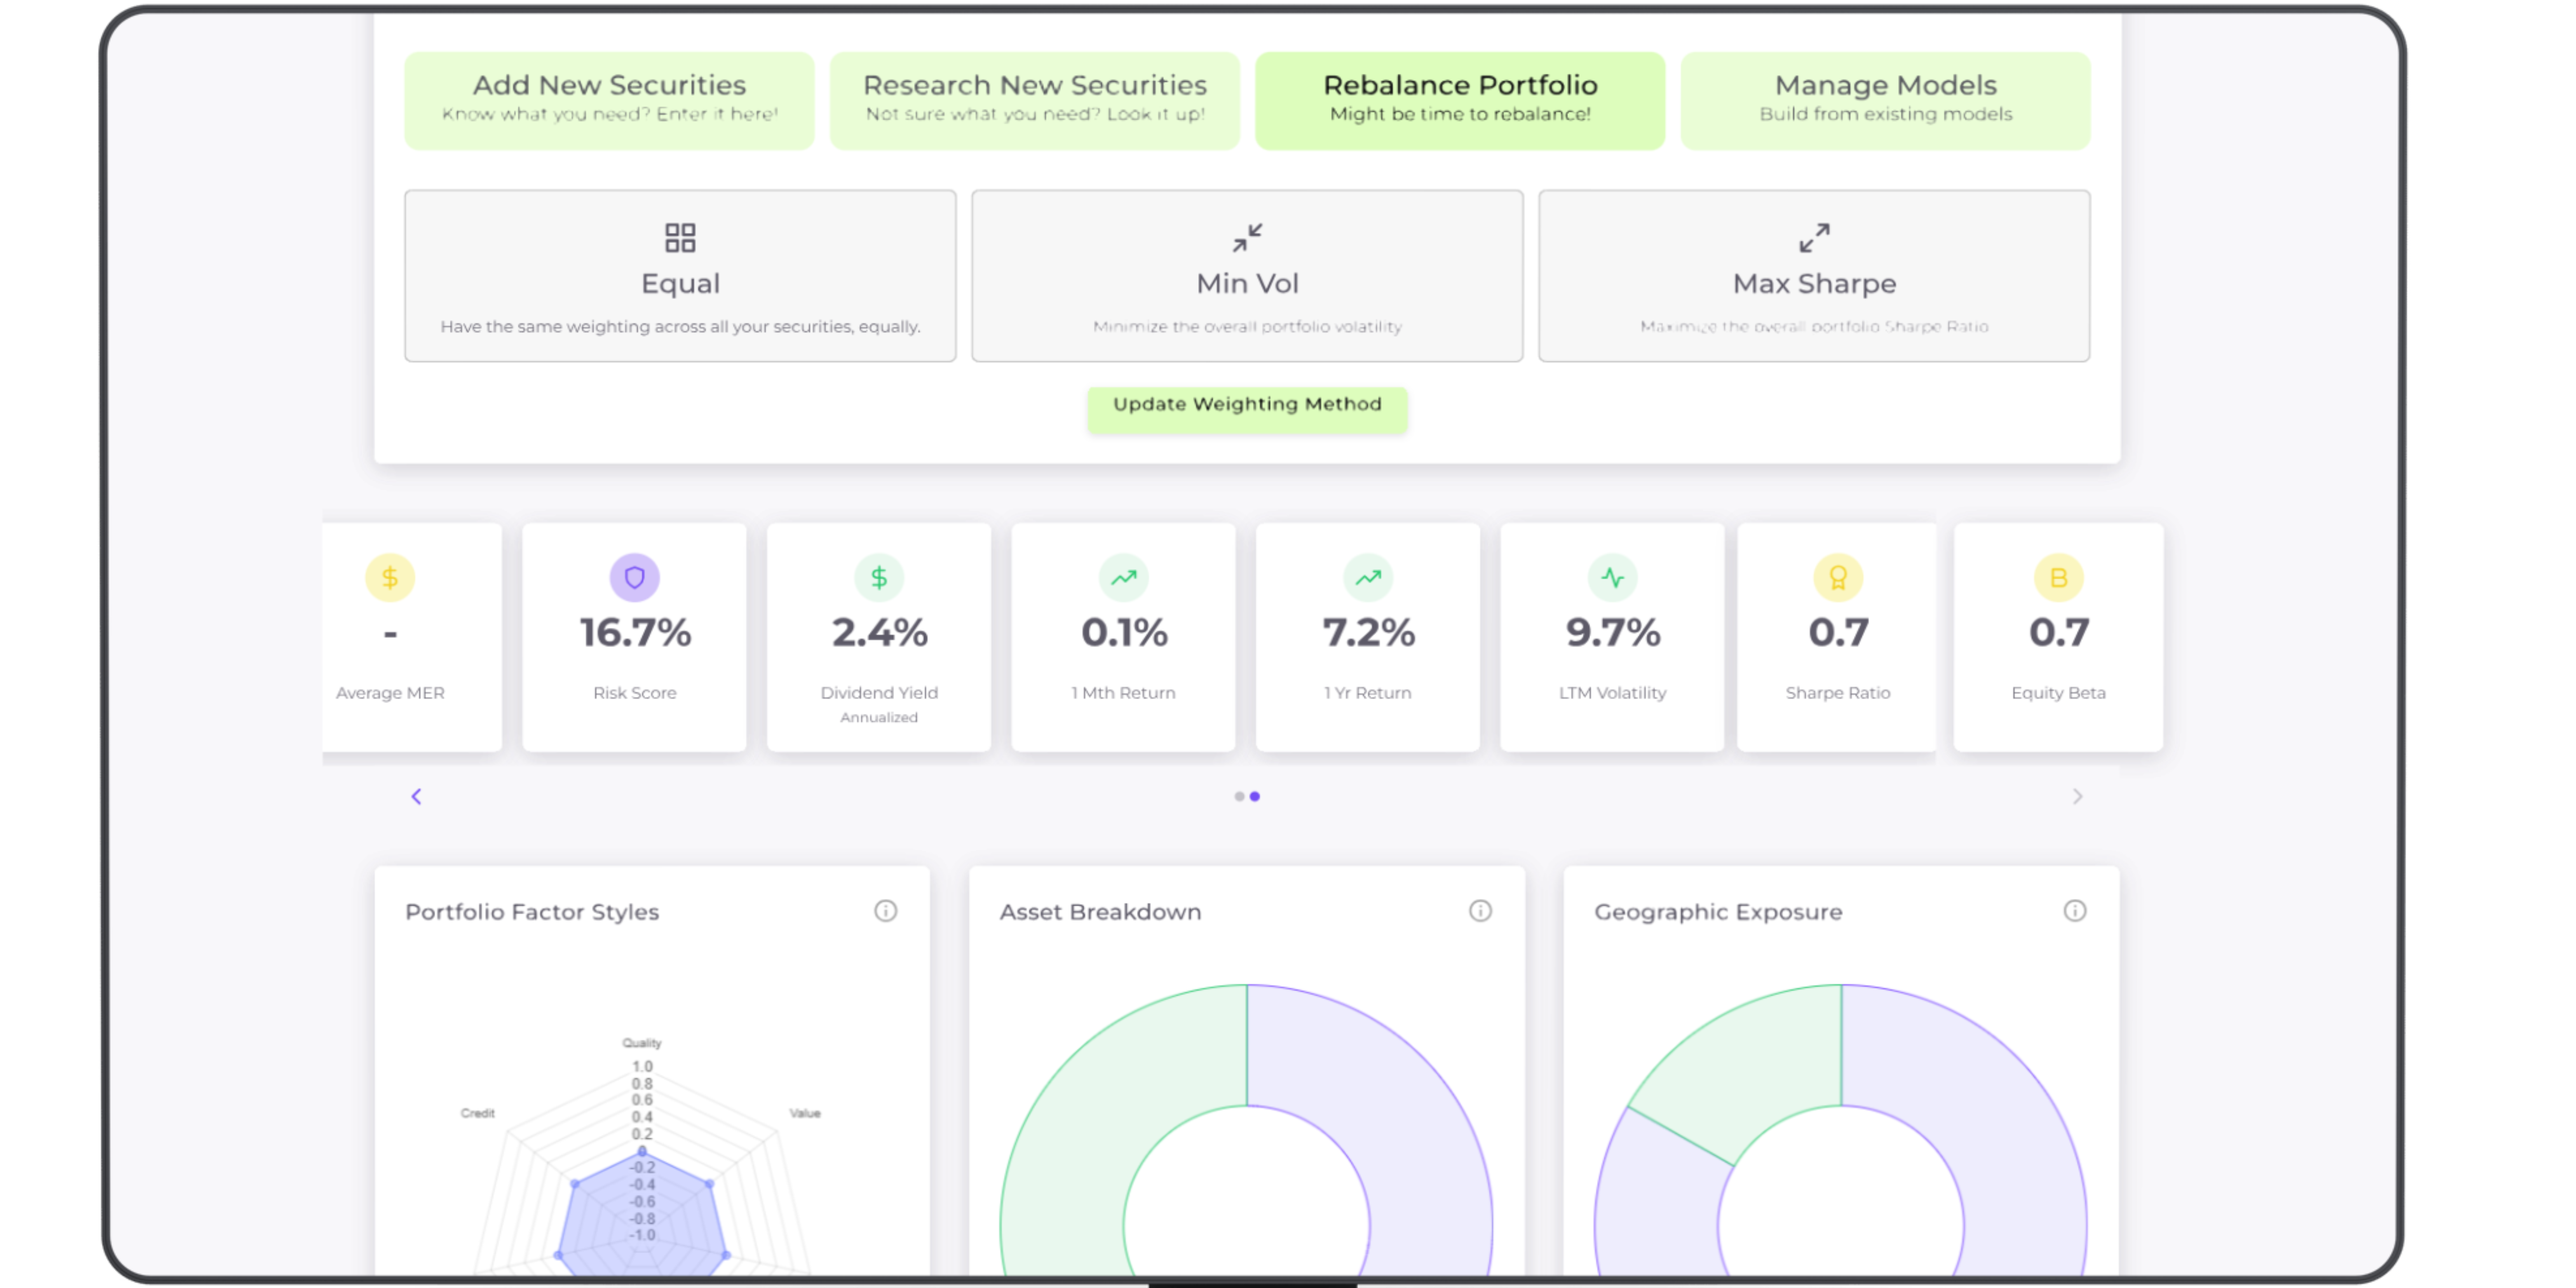 Add New Securities
Know what you need? Enter it here!
Research New Securities
Not sure what you need? Look it up!
Rebalance Portfolio
Might be time to rebalance!
Manage Models
Build from existing models
Equal
Have the same weighting across all your securities, equally.
Min Vol
Minimize the overall portfolio volatility
Max Sharpe
Maximize the overall portfolio Sharpe Ratio
Update Weighting Method
$
-
Average MER
16.7%
Risk Score
$
2.4%
Dividend Yield
Annualized
0.1%
1 Mth Return
7.2%
1 Yr Return
9.7%
LTM Volatility
0.7
Sharpe Ratio
B
0.7
Equity Beta
Portfolio Factor Styles
Quality
1.0
0.8
0.6
0.4
0.2
0
-0.2
-0.4
-0.6
-0.8
-1.0
Credit
Value
Asset Breakdown
Geographic Exposure